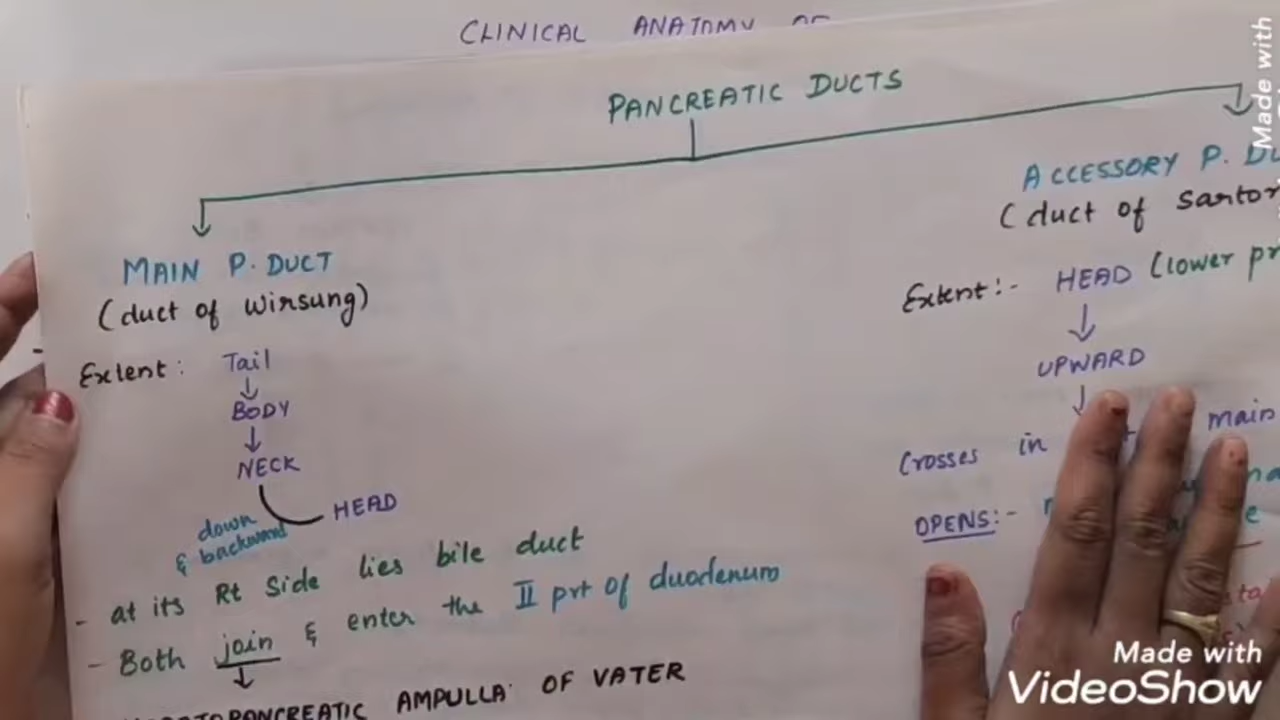 CLINICAL ANATOMY OF
PANCREATIC DUCTS
MAIN P. DUCT
(duct of wirsung)
Extent: Tail
BODY
NECK
HEAD
down
& backward
- at its Rt Side lies bile duct
- Both join & enter the II prt of duodenum
AMPULLA OF VATER
ACCESSORY P.
(duct of
Extent:- HEAD (lower
UPWARD
Crosses in main
OPENS:-
Made with
Made with
VideoShow